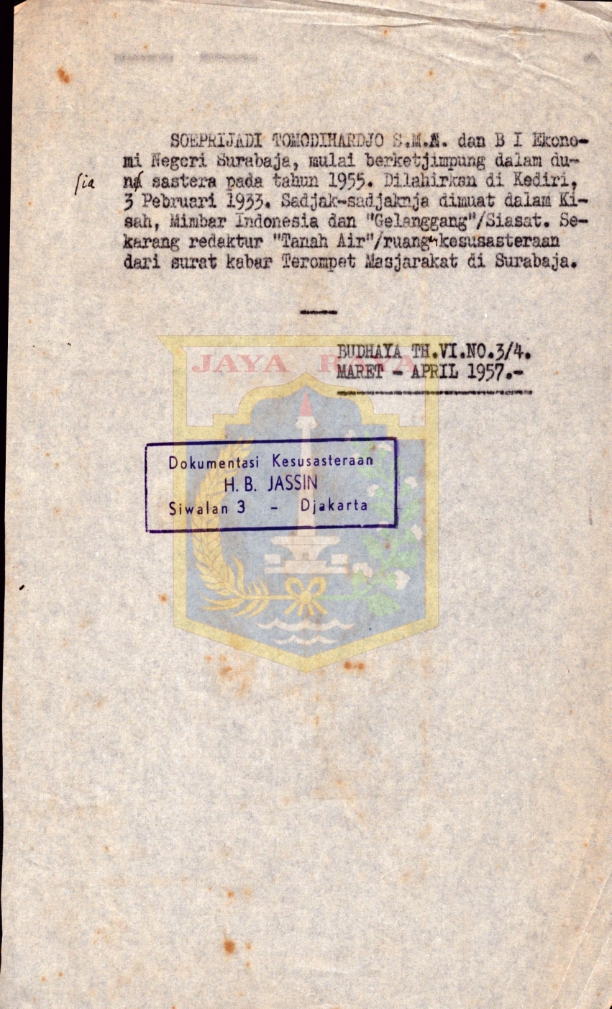 SOEPRIJADI TOMODIHARDJO S.M.A. dan B I Ekono-
mi Negeri Surabaja, mulai berketjimpung dalam du-
sia
ni sastera pada tahun 1955. Dilahirkan di Kediri,
3 Pebruari 1933. Sadjak-sadjaknja dimuat dalam Ki-
sah, Mimbar Indonesia dan "Gelanggang"/Siasat. Se-
karang redaktur "Tanah Air"/ruang kesusasteraan
dari surat kabar Terompet Masjarakat di Surabaja.
BUDHAYA TH.VI.NO.3/4.
MARET - APRIL 1957.-
JAYA RAYA
Dokumentasi Kesusasteraan
H. B. JASSIN
Siwalan 3 - Djakarta